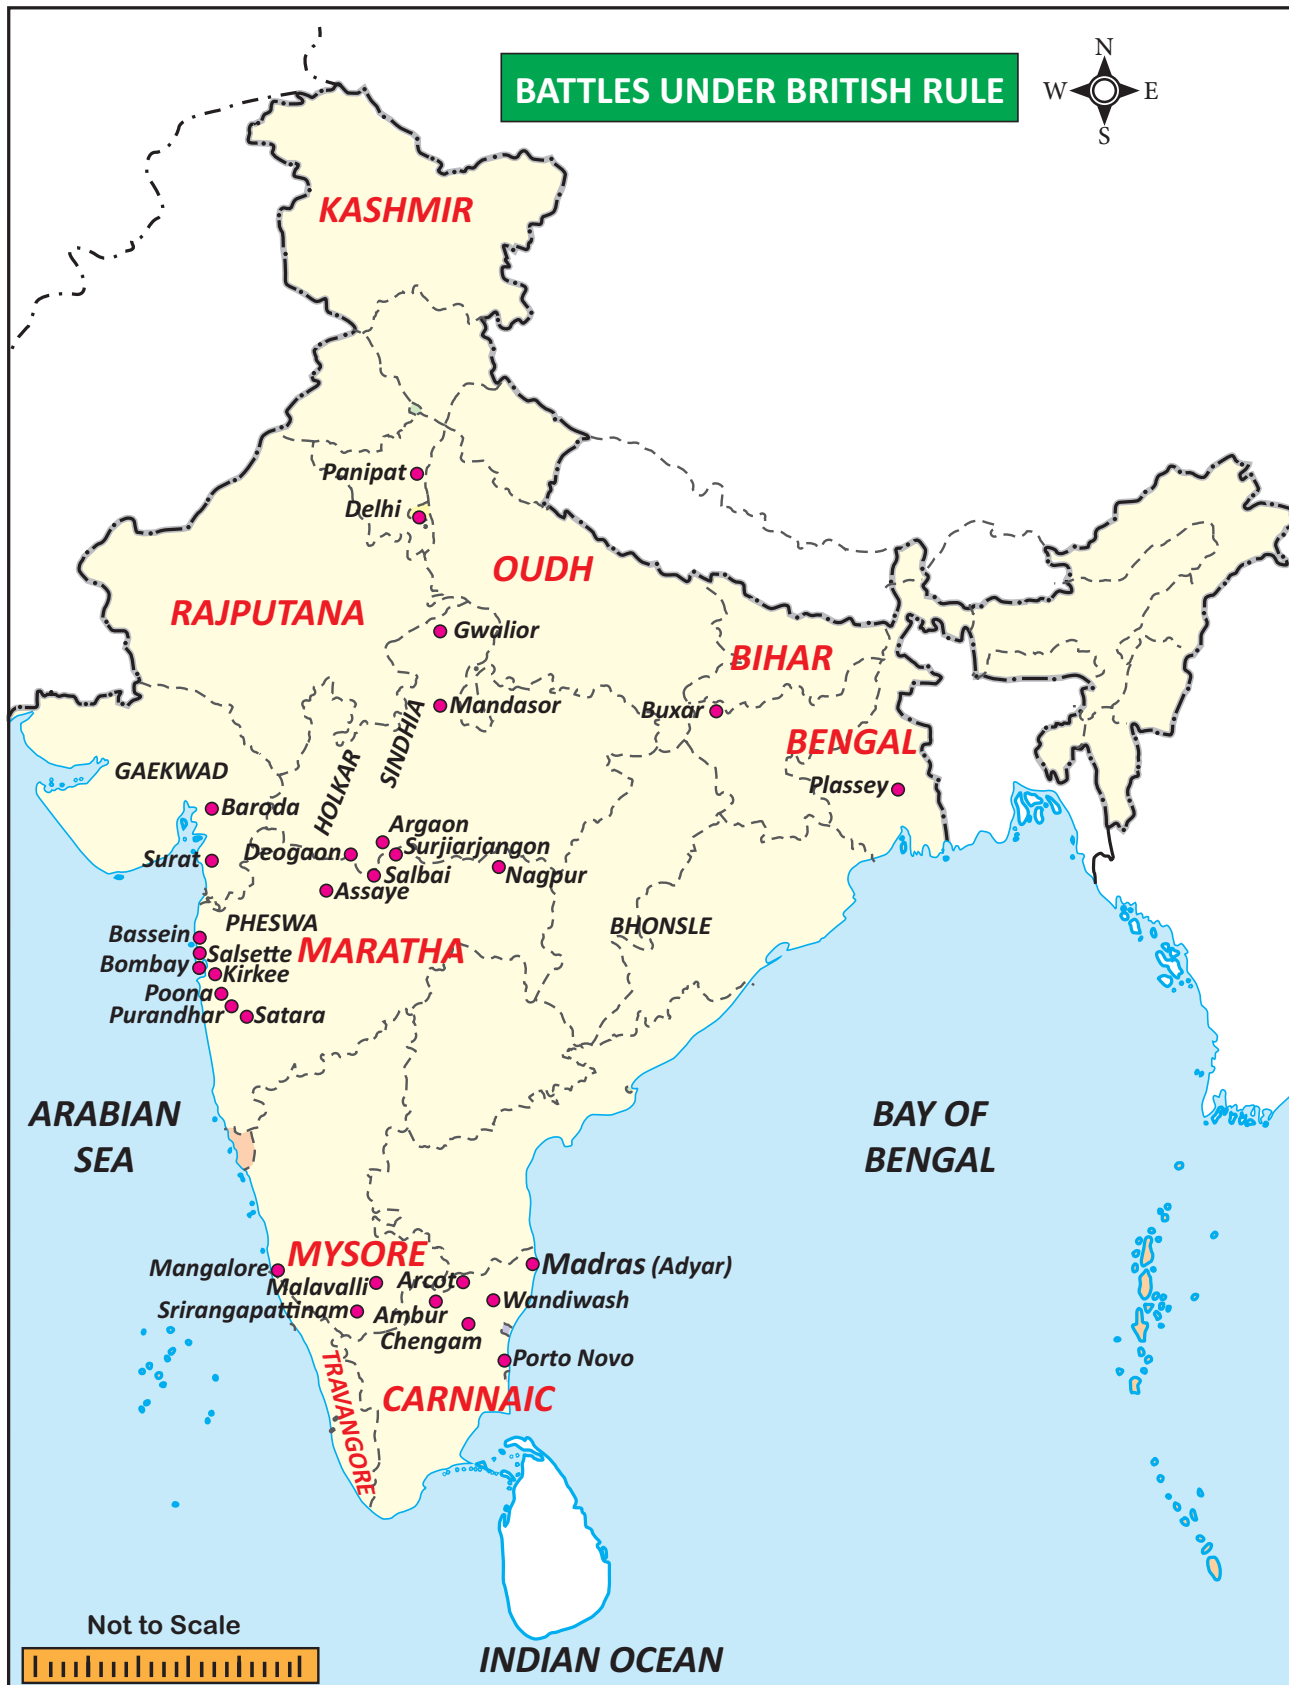 BATTLES UNDER BRITISH RULE
N
W E
S
KASHMIR
Panipat
Delhi
OUDH
RAJPUTANA
Gwalior
BIHAR
Mandasor
Buxar
SINDHIA
BENGAL
GAEKWAD
HOLKAR
Plassey
Baroda
Argaon
Deogaon
Surjiarjangon
Surat
Salbai
Nagpur
Assaye
PHESWA
BHONSLE
Bassein
MARATHA
Salsette
Bombay
Kirkee
Poona
Purandhar
Satara
ARABIAN
SEA
BAY OF
BENGAL
MYSORE
Mangalore
Madras (Adyar)
Malavalli
Arcot
Srirangapattinam
Ambur
Wandiwash
Chengam
Porto Novo
TRAVANGORE
CARNNAIC
Not to Scale
INDIAN OCEAN